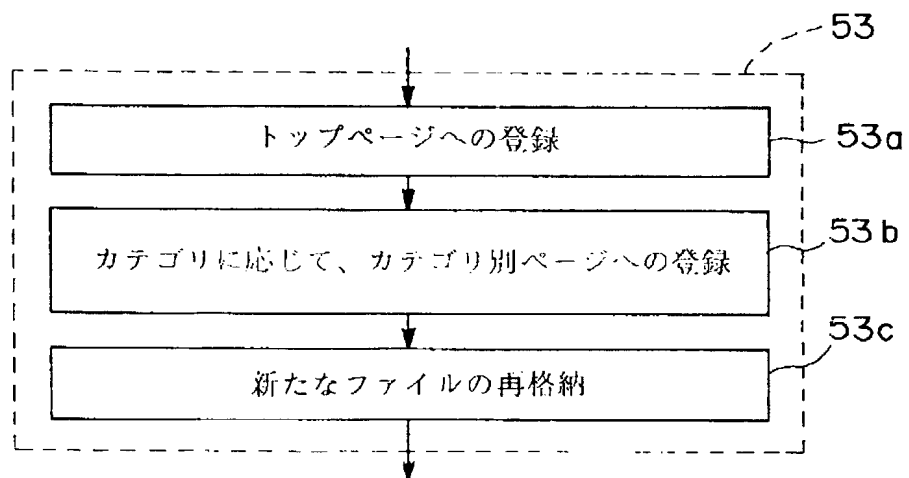 53
トップページへの登録
53a
カテゴリに応じて、カテゴリ別ページへの登録
53b
53c
新たなファイルの再格納